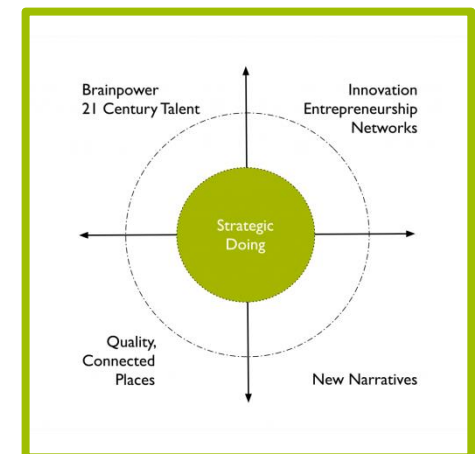 Brainpower
21 Century Talent
Innovation
Entrepreneurship
Networks
Strategic
Doing
Quality,
Connected
Places
New Narratives